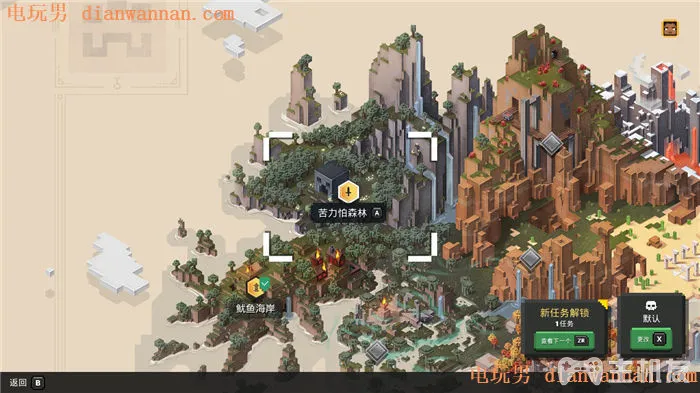 电玩男 dianwannan.com
苦力怕森林 A
鱿鱼海岸
新任务解锁
1任务
查看下一个 ZR
默认
更改 X
返回 B
电玩男 dianwannan.com